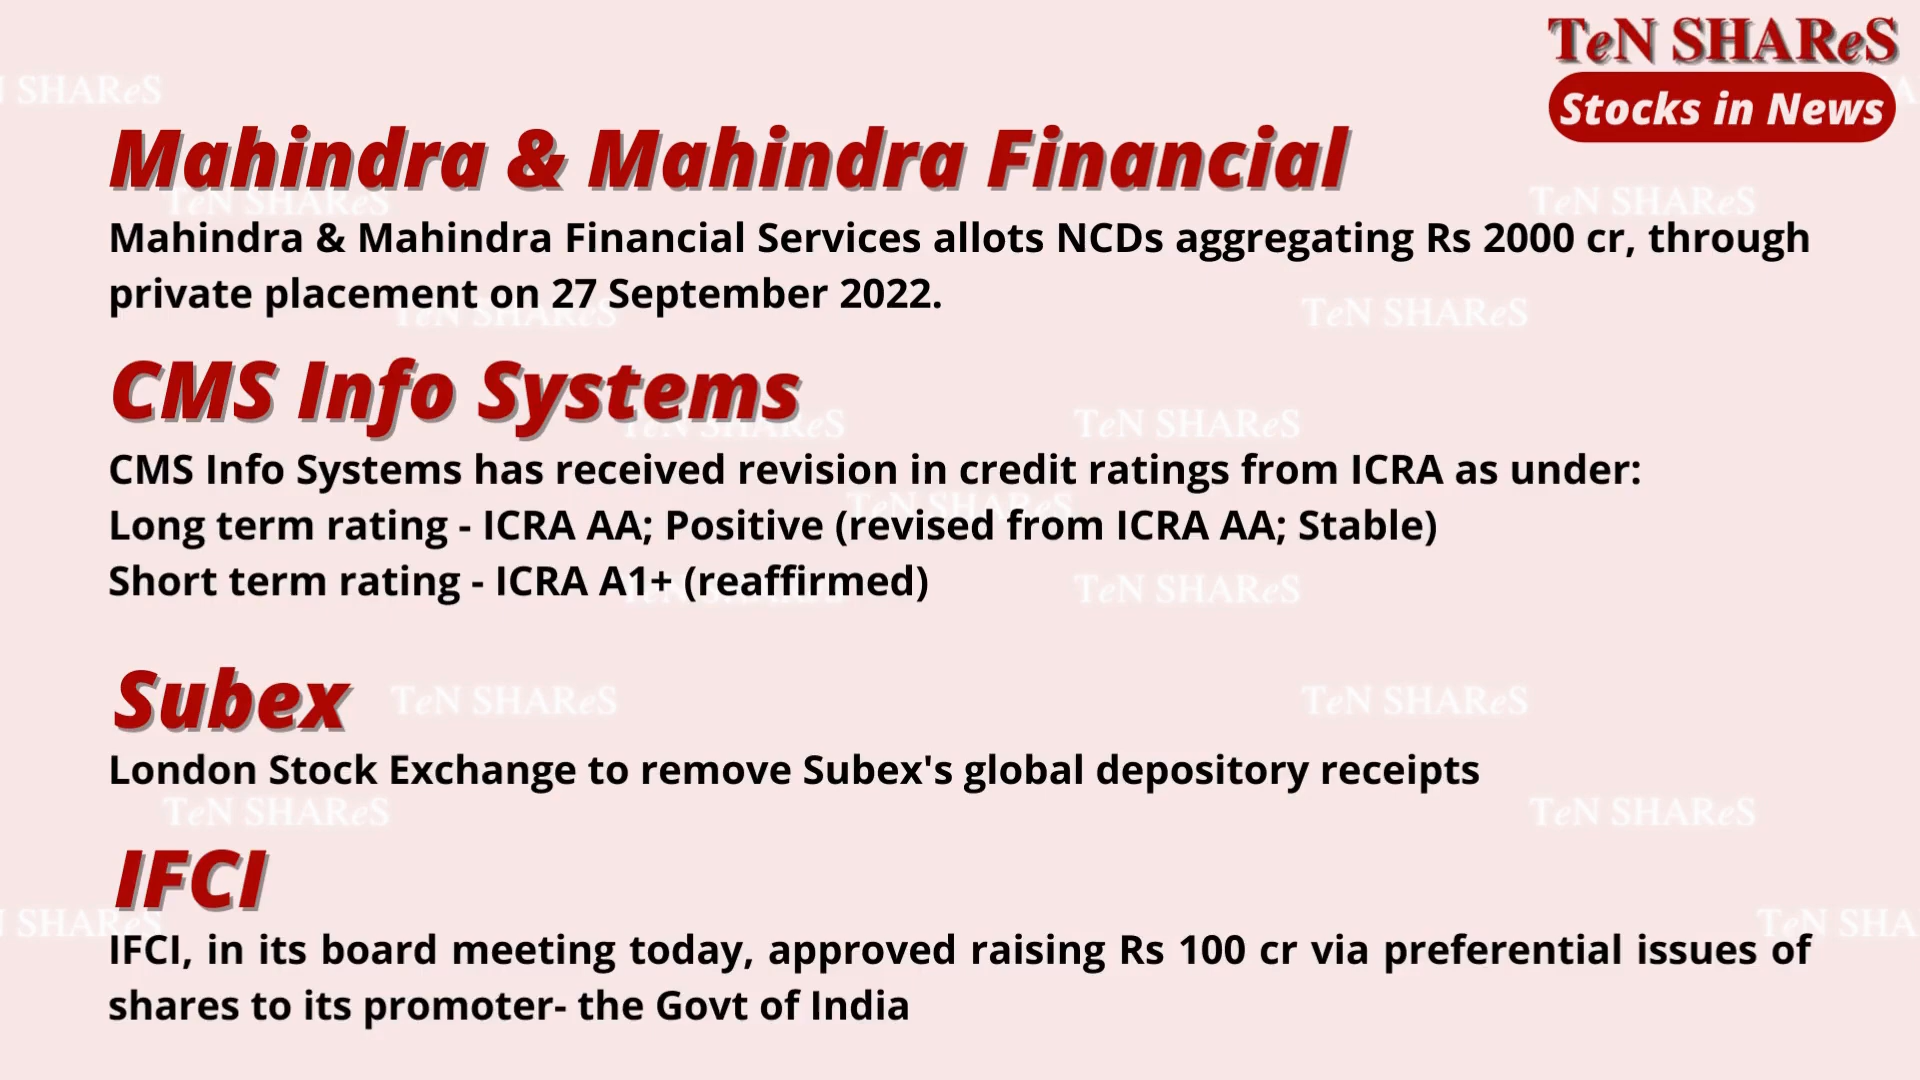 TeN SHAReS
Stocks in News
Mahindra & Mahindra Financial
Mahindra & Mahindra Financial Services allots NCDs aggregating Rs 2000 cr, through
private placement on 27 September 2022.
CMS Info Systems
CMS Info Systems has received revision in credit ratings from ICRA as under:
Long term rating - ICRA AA; Positive (revised from ICRA AA; Stable)
Short term rating - ICRA A1+ (reaffirmed)
Subex
London Stock Exchange to remove Subex's global depository receipts
IFCI
IFCI, in its board meeting today, approved raising Rs 100 cr via preferential issues of
shares to its promoter- the Govt of India